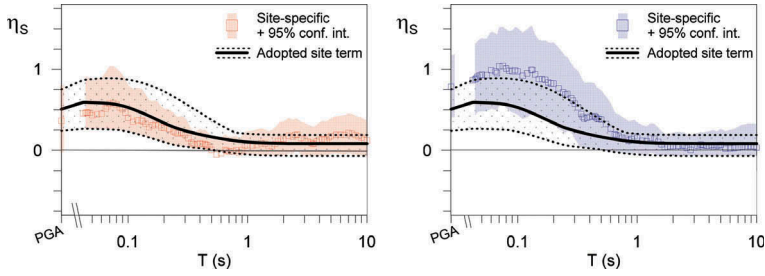 ηS
Site-specific
+ 95% conf. int.
Adopted site term
1
0
PGA
0.1
1
10
T (s)
ηS
Site-specific
+ 95% conf. int.
Adopted site term
1
0
PGA
0.1
1
10
T (s)